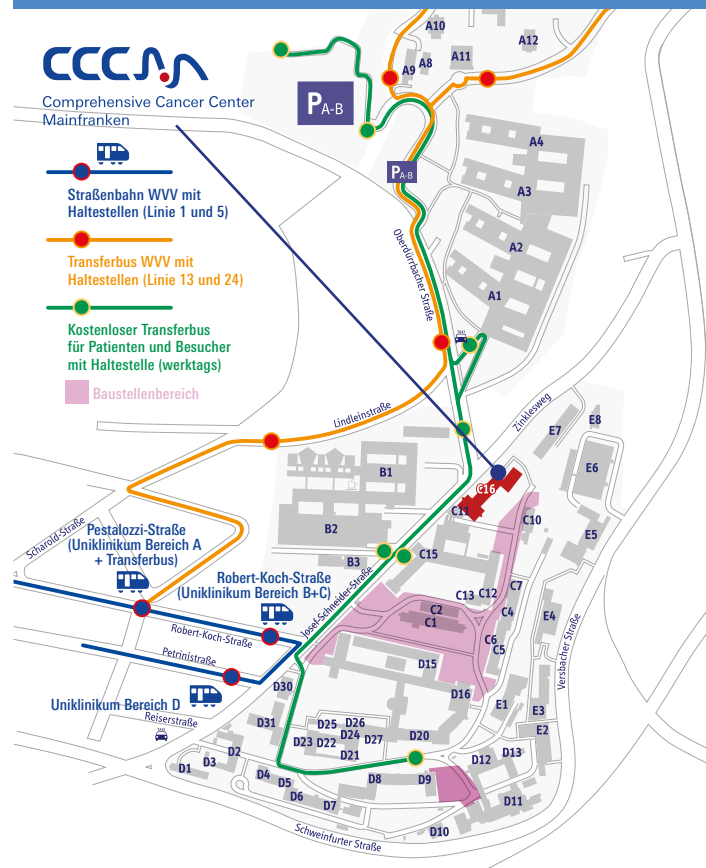 CCC
Comprehensive Cancer Center
Mainfranken
Straßenbahn WVV mit
Haltestellen (Linie 1 und 5)
Transferbus WVV mit
Haltestellen (Linie 13 und 24)
Kostenloser Transferbus
für Patienten und Besucher
mit Haltestelle (werktags)
Baustellenbereich
PA-B
PA-B
A10
A12
A11
A9
A8
A4
A3
A2
A1
Oberdürrbacher Straße
TAXI
Lindleinstraße
Zinklesweg
E8
E7
E6
E5
B1
B2
B3
C16
C11
C10
C15
Scharold-Straße
Pestalozzi-Straße
(Uniklinikum Bereich A
+ Transferbus)
Robert-Koch-Straße
(Uniklinikum Bereich B+C)
Josef-Schneider-Straße
C13
C12
C7
C2
C1
C4
C6
C5
E4
Versbacher Straße
Robert-Koch-Straße
Petrinistraße
Uniklinikum Bereich D
Reiserstraße
TAXI
D15
D16
D30
D31
E1
E3
E2
D25
D26
D24
D23
D22
D27
D21
D20
D13
D12
D2
D3
D1
D4
D5
D6
D7
D8
D9
D11
D10
Schweinfurter Straße